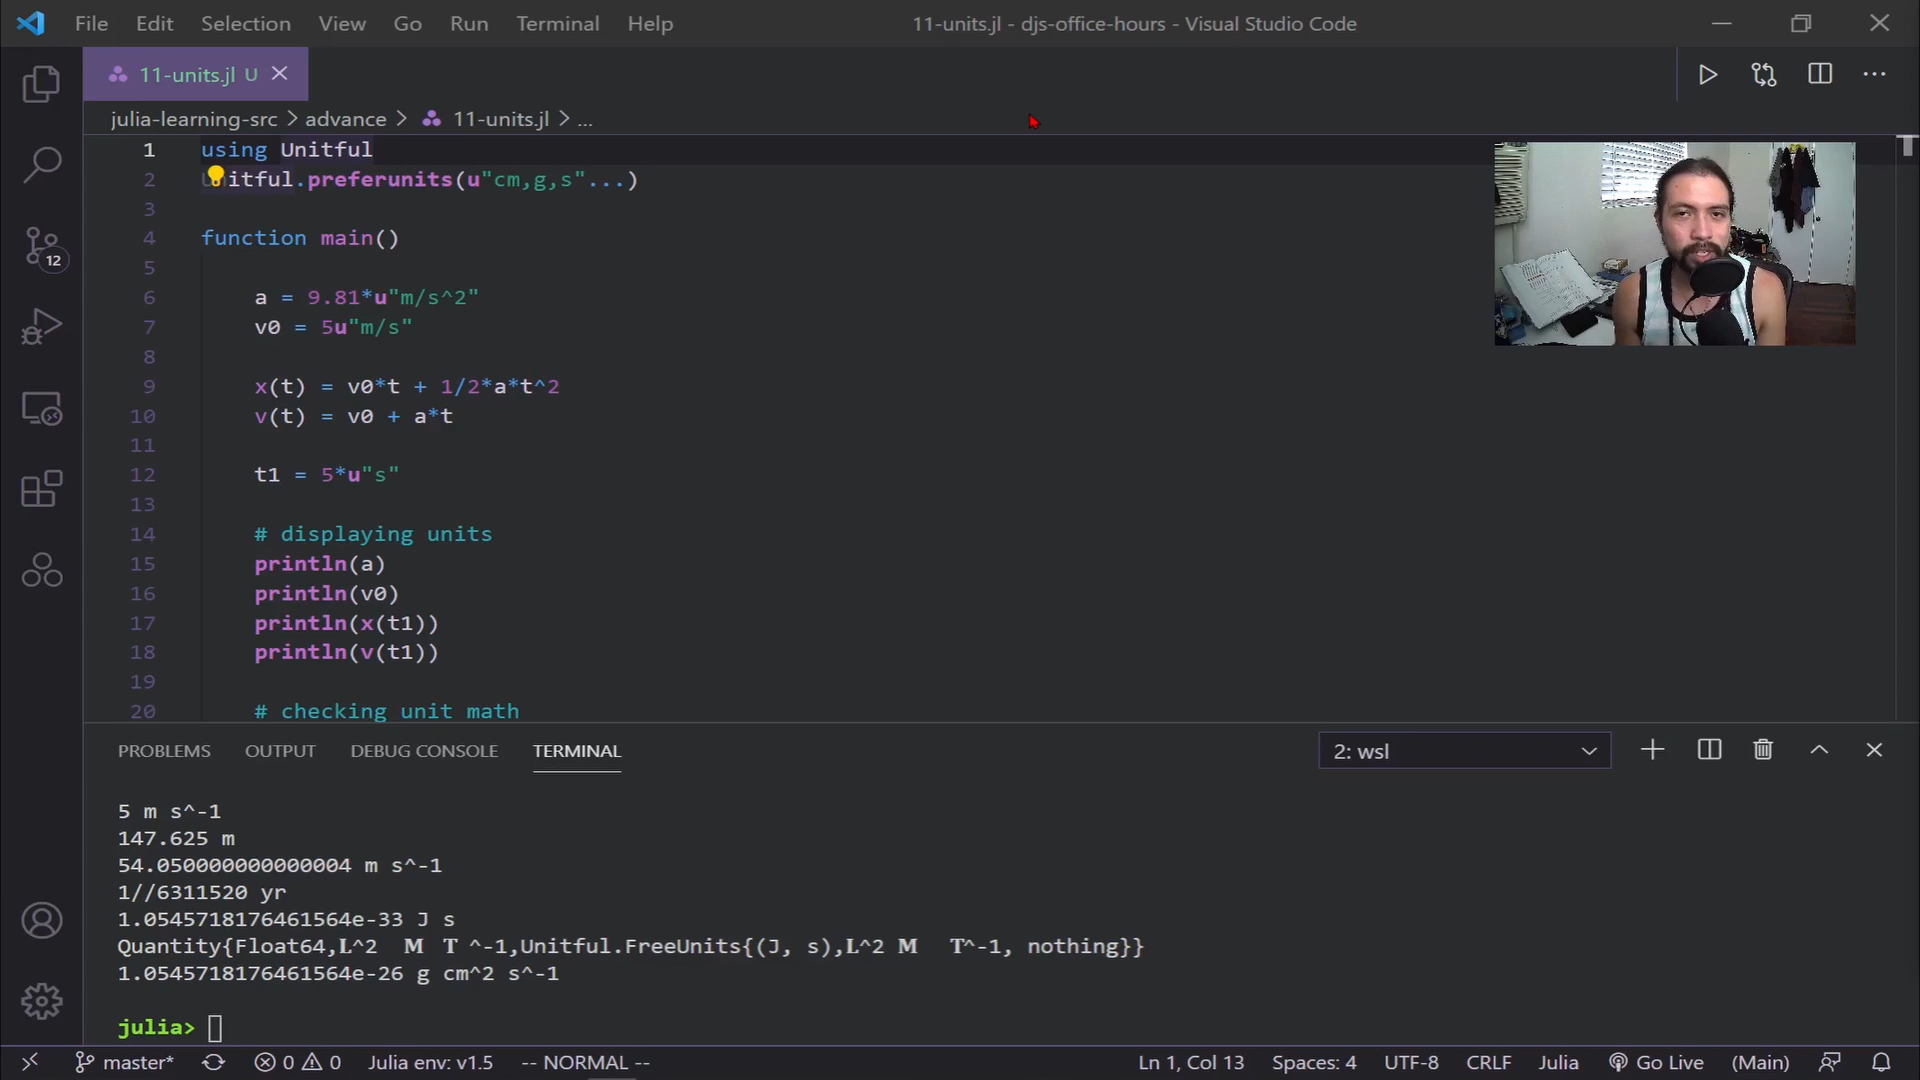 File Edit Selection View Go Run Terminal Help 11-units.jl - djs-office-hours - Visual Studio Code
11-units.jl U
julia-learning-src > advance > 11-units.jl > ...
1 using Unitful
2 Unitful.preferunits(u"cm,g,s"...)
3
4 function main()
5
6 a = 9.81*u"m/s^2"
7 v0 = 5u"m/s"
8
9 x(t) = v0*t + 1/2*a*t^2
10 v(t) = v0 + a*t
11
12 t1 = 5*u"s"
13
14 # displaying units
15 println(a)
16 println(v0)
17 println(x(t1))
18 println(v(t1))
19
20 # checking unit math
12
PROBLEMS OUTPUT DEBUG CONSOLE TERMINAL 2: wsl
5 m s^-1
147.625 m
54.050000000000004 m s^-1
1//6311520 yr
1.0545718176461564e-33 J s
Quantity{Float64,𝐋^2 𝐌 𝐓 ^-1,Unitful.FreeUnits{(J, s),𝐋^2 𝐌 𝐓^-1, nothing}}
1.0545718176461564e-26 g cm^2 s^-1
julia>
master* 0 0 Julia env: v1.5 -- NORMAL -- Ln 1, Col 13 Spaces: 4 UTF-8 CRLF Julia Go Live (Main)